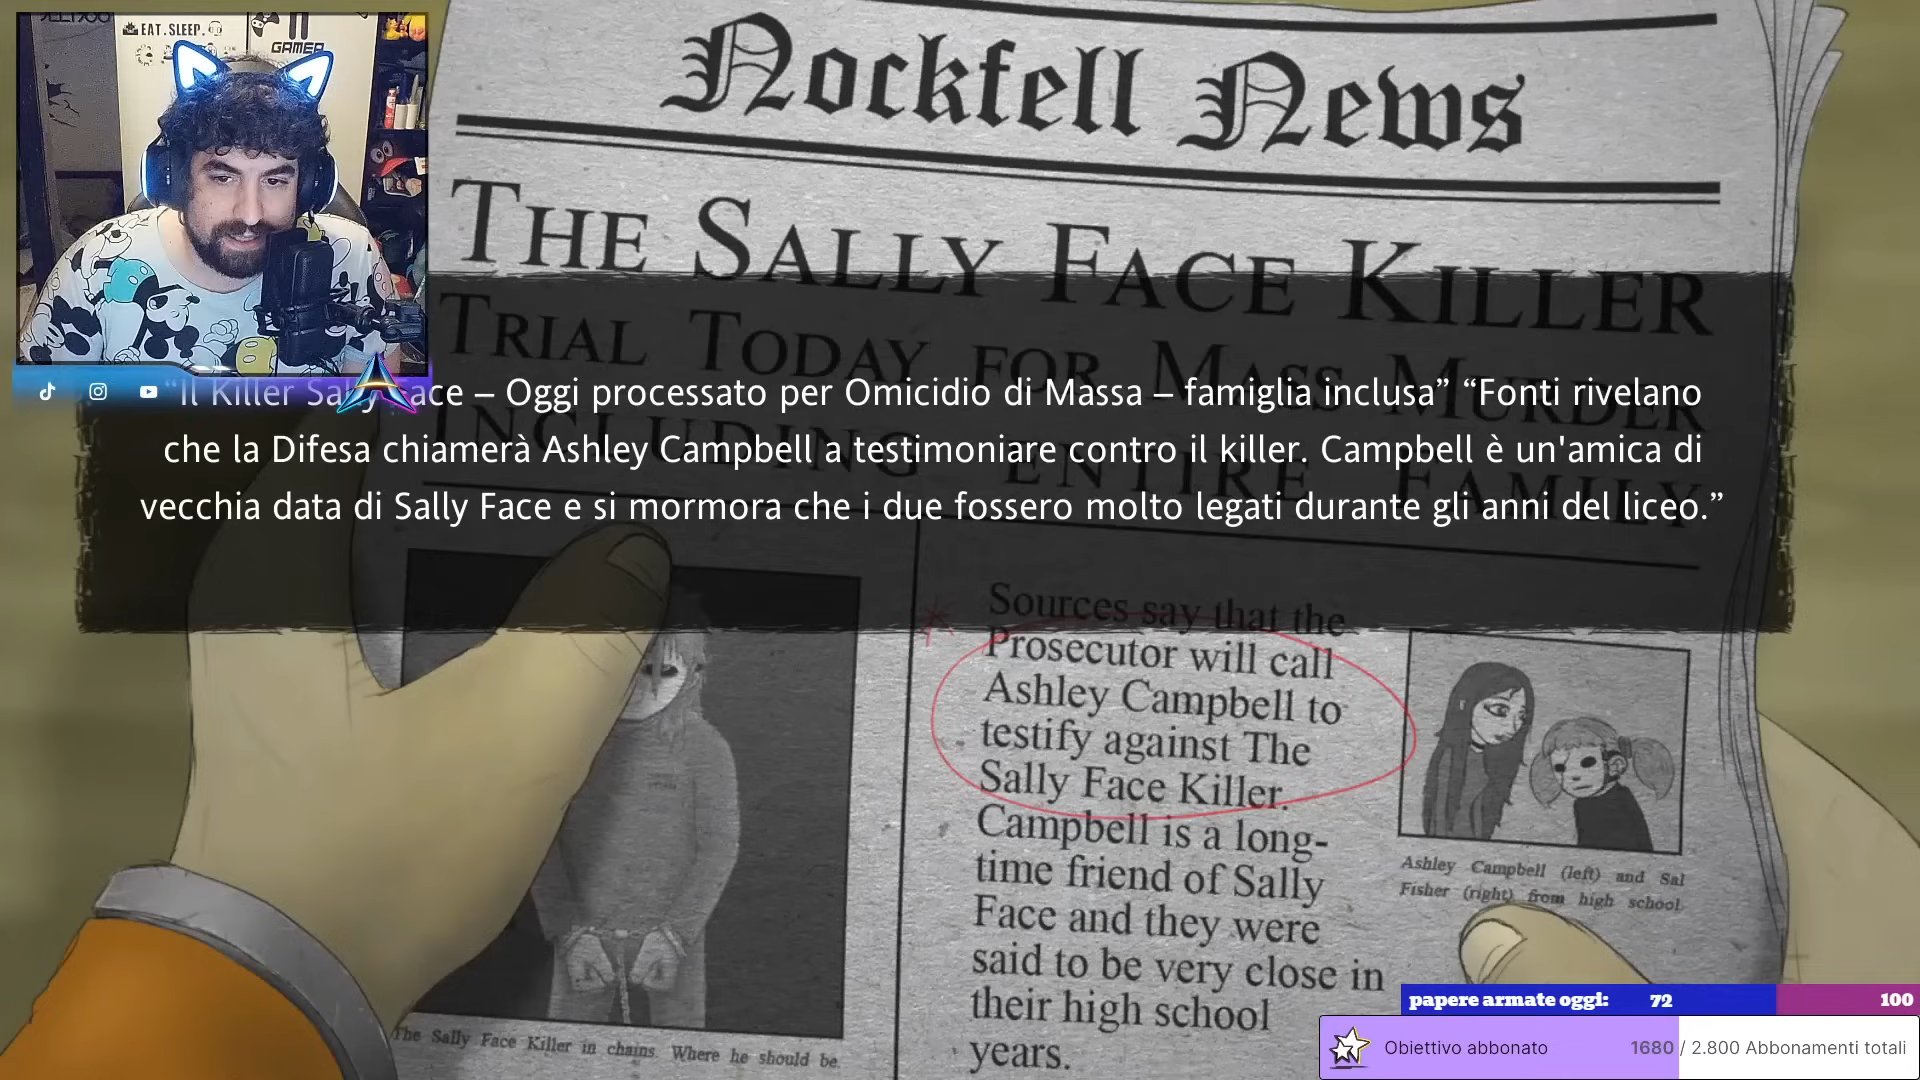 EAT.SLEEP.
GAMER
Nockfell News
THE SALLY FACE KILLER
TRIAL TODAY FOR MASS MURDER
INCLUDING ENTIRE FAMILY
“Il Killer Sally Face – Oggi processato per Omicidio di Massa – famiglia inclusa” “Fonti rivelano
che la Difesa chiamerà Ashley Campbell a testimoniare contro il killer. Campbell è un'amica di
vecchia data di Sally Face e si mormora che i due fossero molto legati durante gli anni del liceo.”
Sources say that the
Prosecutor will call
Ashley Campbell to
testify against The
Sally Face Killer.
Campbell is a long-
time friend of Sally
Face and they were
said to be very close in
their high school
years.
Ashley Campbell (left) and Sal
Fisher (right) from high school.
The Sally Face Killer in chains. Where he should be.
papere armate oggi: 72 100
Obiettivo abbonato 1680 / 2.800 Abbonamenti totali